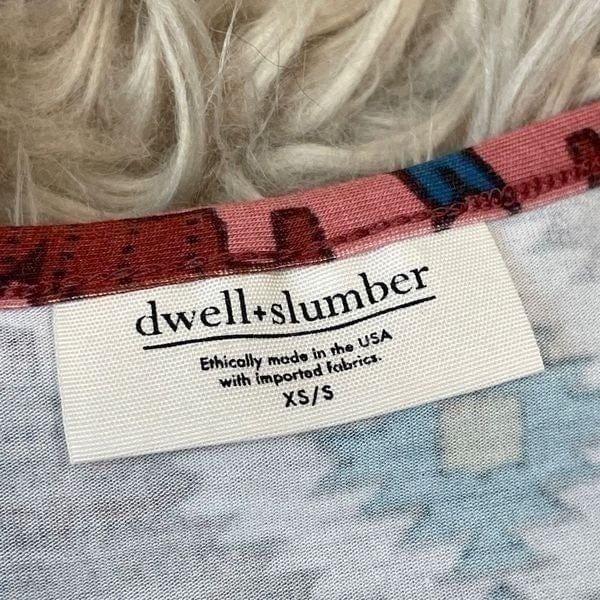 dwell+slumber
Ethically made in the USA
with imported fabrics.
XS/S